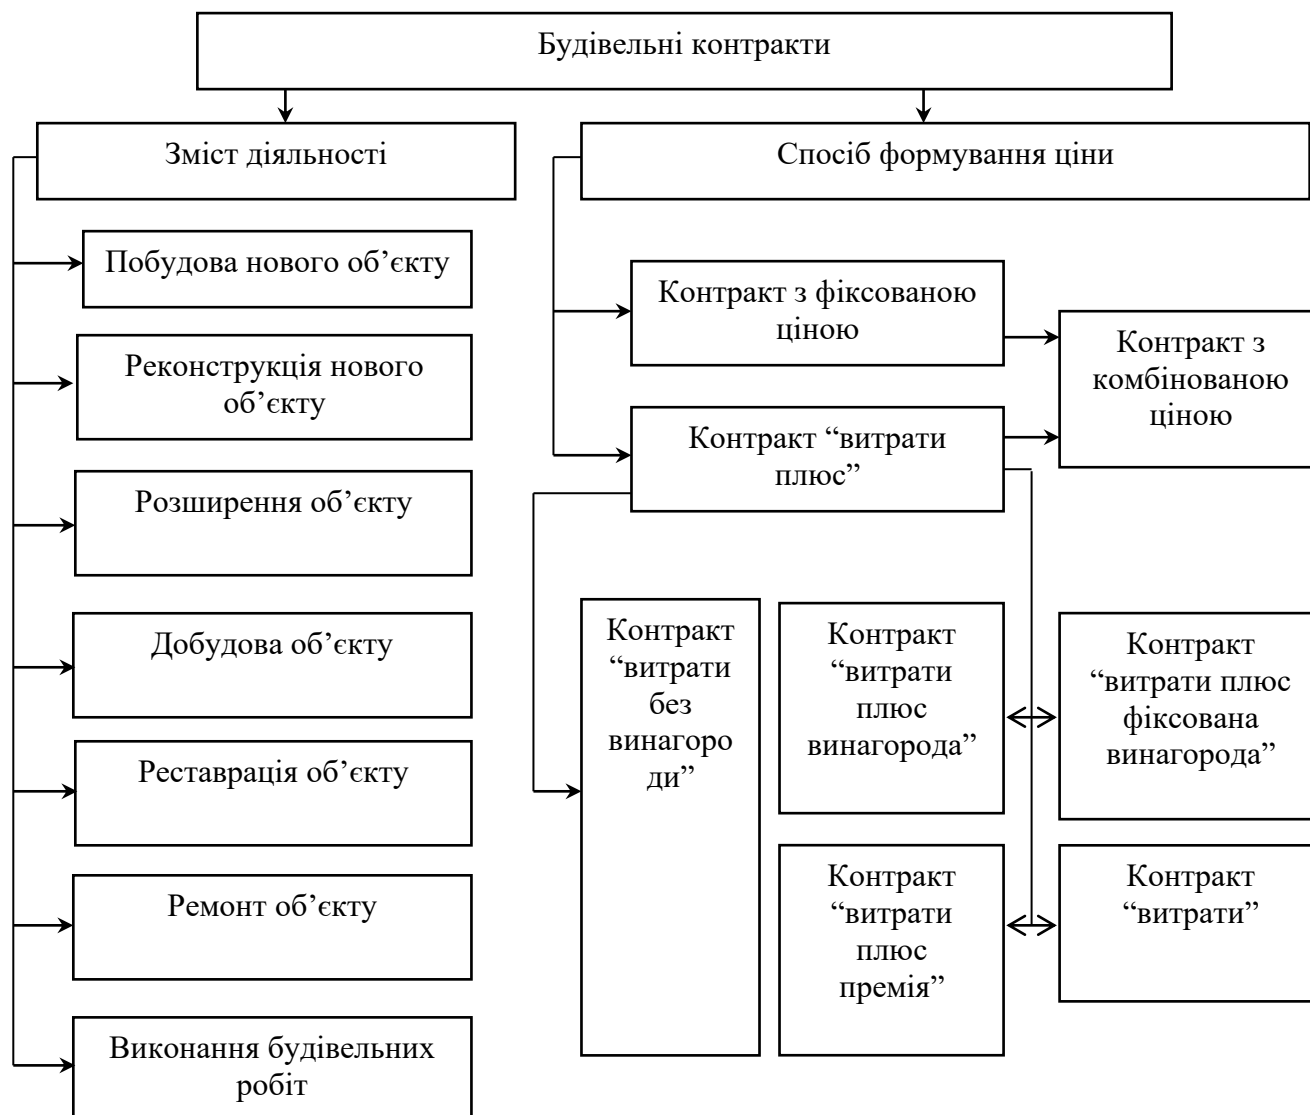 Будівельні контракти
Зміст діяльності
Спосіб формування ціни
Побудова нового об’єкту
Реконструкція нового
об’єкту
Розширення об’єкту
Добудова об’єкту
Реставрація об’єкту
Ремонт об’єкту
Виконання будівельних
робіт
Контракт з фіксованою
ціною
Контракт “витрати
плюс”
Контракт з
комбінованою
ціною
Контракт
“витрати
без
винагоро
ди”
Контракт
“витрати
плюс
винагорода”
Контракт
“витрати плюс
фіксована
винагорода”
Контракт
“витрати
плюс
премія”
Контракт
“витрати”